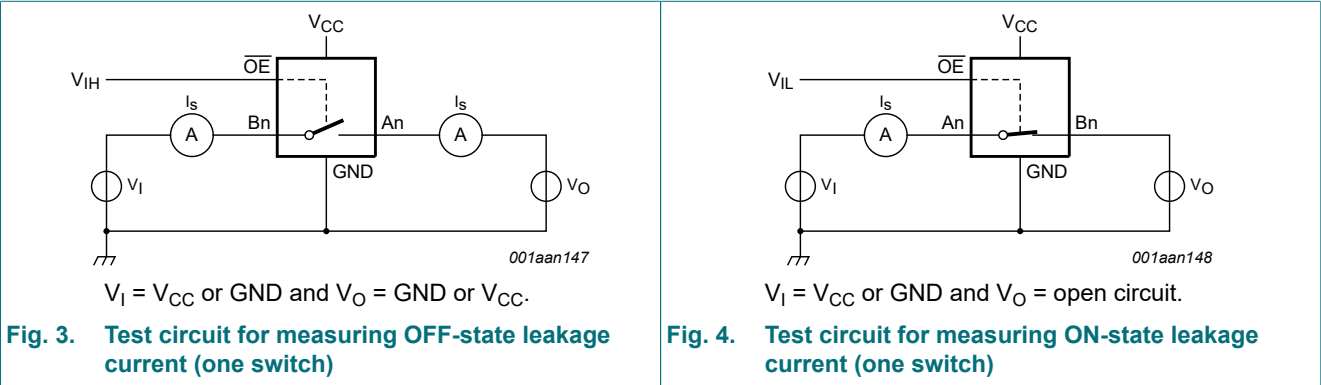 VCC
OE
VIH
Is
A
Bn
An
Is
A
GND
VI
VO
001aan147
VI = VCC or GND and VO = GND or VCC.
Fig. 3. Test circuit for measuring OFF-state leakage
current (one switch)
VCC
OE
VIL
Is
A
An
Bn
GND
VI
VO
001aan148
VI = VCC or GND and VO = open circuit.
Fig. 4. Test circuit for measuring ON-state leakage
current (one switch)